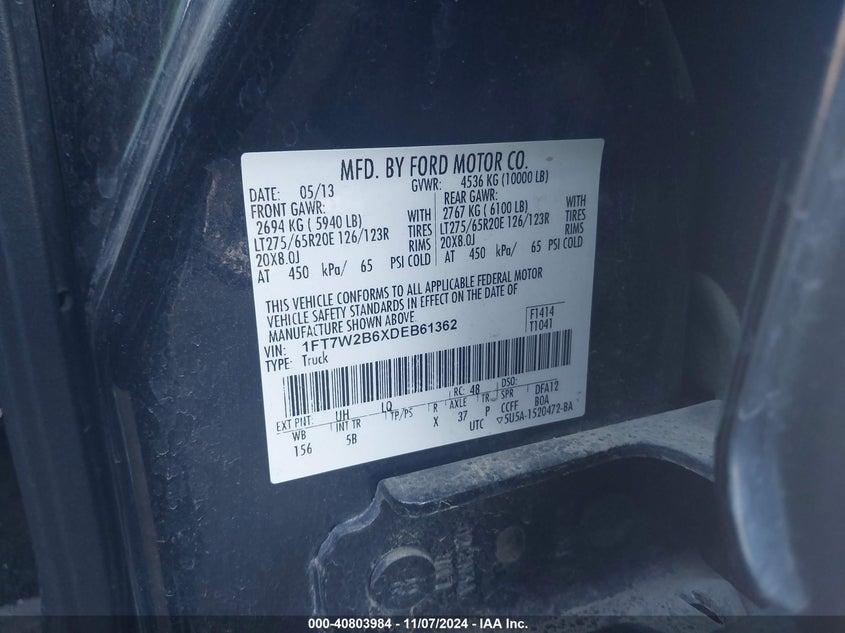 MFD. BY FORD MOTOR CO.
DATE: 05/13 GVWR: 4536 KG (10000 LB)
FRONT GAWR: REAR GAWR:
2694 KG ( 5940 LB) WITH 2767 KG ( 6100 LB) WITH
LT275/65R20E 126/123R TIRES LT275/65R20E 126/123R TIRES
20X8.0J RIMS 20X8.0J RIMS
AT 450 kPa/ 65 PSI COLD AT 450 kPa/ 65 PSI COLD
THIS VEHICLE CONFORMS TO ALL APPLICABLE FEDERAL MOTOR
VEHICLE SAFETY STANDARDS IN EFFECT ON THE DATE OF
MANUFACTURE SHOWN ABOVE.
VIN: 1FT7W2B6XDEB61362 F1414
TYPE: Truck T1041
EXT PNT: UH LQ RC: 48 DSO:
WB INT TR TP/PS R AXLE TR SPR DFA12
156 5B X 37 P CCFF BOA
UTC ▽5U5A-1520472-BA
000-40803984 - 11/07/2024 - IAA Inc.